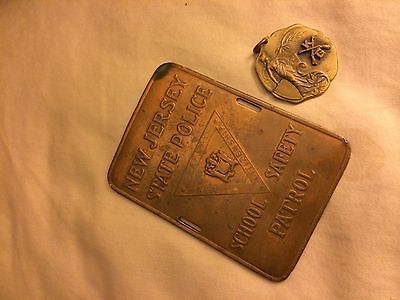 NEW JERSEY
STATE POLICE
SCHOOL SAFETY
PATROL